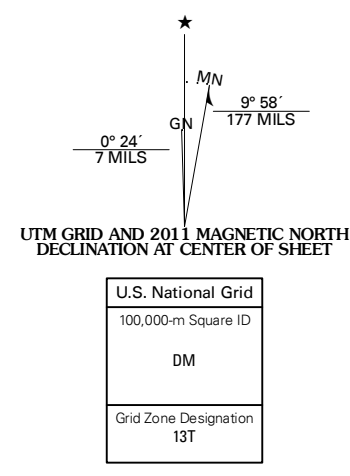 ★
MN
GN
9° 58´
177 MILS
0° 24´
7 MILS
UTM GRID AND 2011 MAGNETIC NORTH
DECLINATION AT CENTER OF SHEET
U.S. National Grid
100,000-m Square ID
DM
Grid Zone Designation
13T